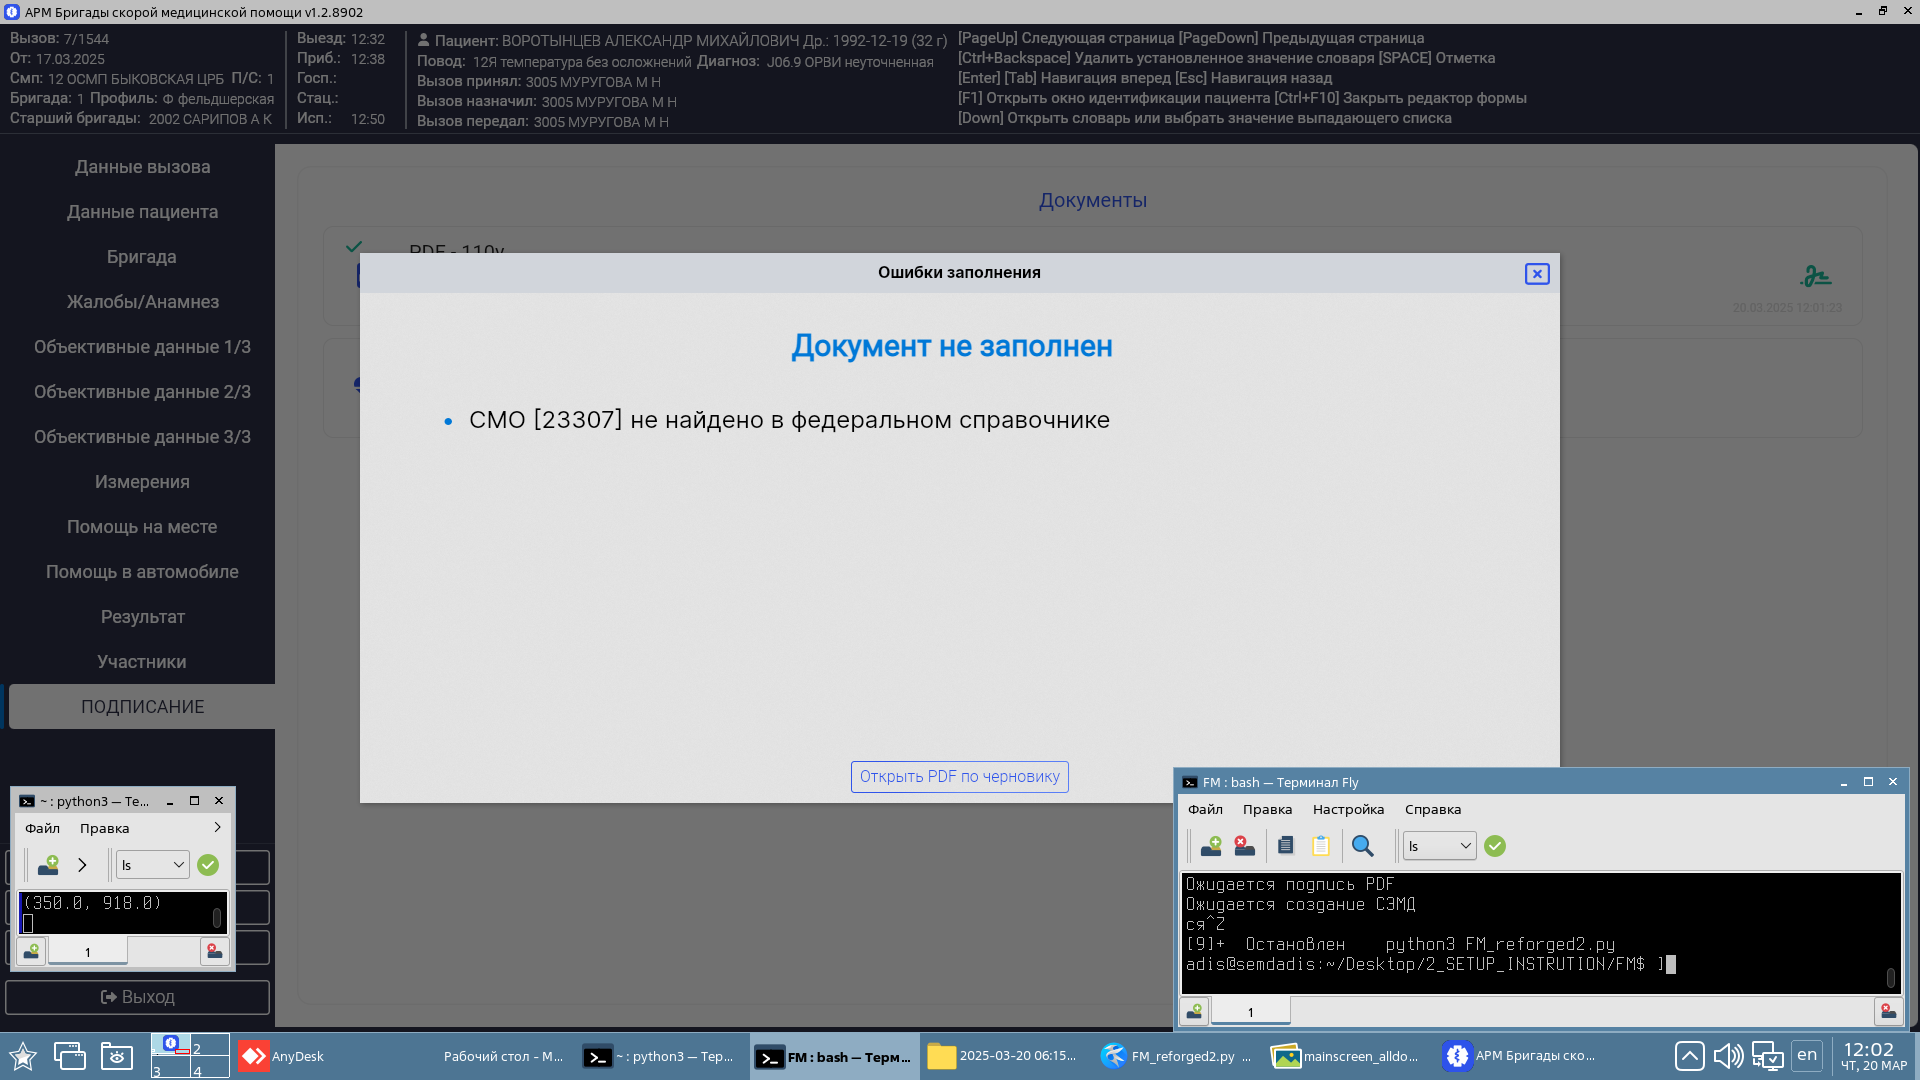 АРМ Бригады скорой медицинской помощи v1.2.8902
Вызов: 7/1544
От: 17.03.2025
Смп: 12 ОСМП БЫКОВСКАЯ ЦРБ П/С: 1
Бригада: 1 Профиль: Ф фельдшерская
Старший бригады: 2002 САРИПОВ А К
Выезд: 12:32
Приб.: 12:38
Госп.:
Стац.:
Исп.: 12:50
Пациент: ВОРОТЫНЦЕВ АЛЕКСАНДР МИХАЙЛОВИЧ Др.: 1992-12-19 (32 г)
Повод: 12Я температура без осложнений Диагноз: J06.9 ОРВИ неуточненная
Вызов принял: 3005 МУРУГОВА М Н
Вызов назначил: 3005 МУРУГОВА М Н
Вызов передал: 3005 МУРУГОВА М Н
[PageUp] Следующая страница [PageDown] Предыдущая страница
[Ctrl+Backspace] Удалить установленное значение словаря [SPACE] Отметка
[Enter] [Tab] Навигация вперед [Esc] Навигация назад
[F1] Открыть окно идентификации пациента [Ctrl+F10] Закрыть редактор формы
[Down] Открыть словарь или выбрать значение выпадающего списка
Данные вызова
Данные пациента
Бригада
Жалобы/Анамнез
Объективные данные 1/3
Объективные данные 2/3
Объективные данные 3/3
Измерения
Помощь на месте
Помощь в автомобиле
Результат
Участники
ПОДПИСАНИЕ
Выход
Документы
PDF - 110у
20.03.2025 12:01:23
Ошибки заполнения
Документ не заполнен
• СМО [23307] не найдено в федеральном справочнике
Открыть PDF по черновику
~ : python3 — Те...
Файл Правка
ls
(350.0, 918.0)
1
FM : bash — Терминал Fly
Файл Правка Настройка Справка
ls
Ожидается подпись PDF
Ожидается создание СЭМД
ся^Z
[9]+ Остановлен python3 FM_reforged2.py
adis@semdadis:~/Desktop/2_SETUP_INSTRUTION/FM$ ]
1
2
3 4
AnyDesk
Рабочий стол - М...
~ : python3 — Тер...
FM : bash — Терм...
2025-03-20 06:15...
FM_reforged2.py ...
mainscreen_alldo...
АРМ Бригады ско...
en
12:02
ЧТ, 20 МАР